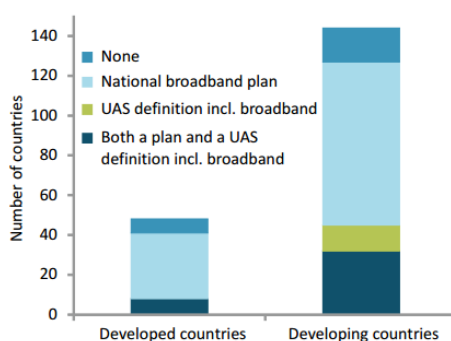 Number of countries
140
120
100
80
60
40
20
0
None
National broadband plan
UAS definition incl. broadband
Both a plan and a UAS
definition incl. broadband
Developed countries
Developing countries